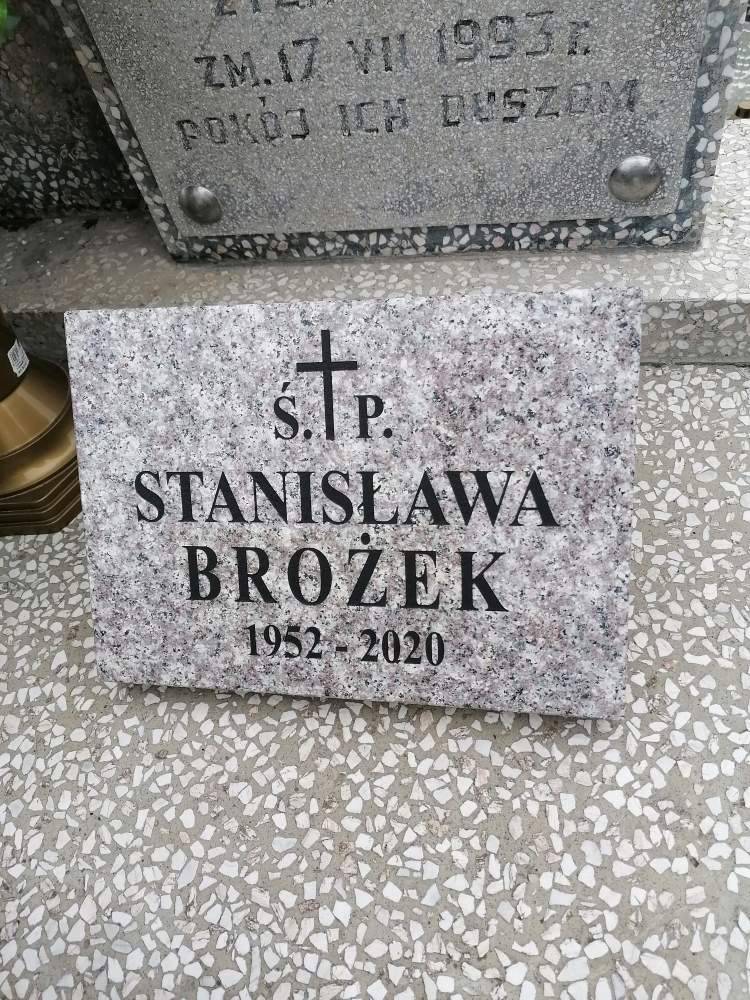 ZM.17 VII 1993 r.
POKÓJ ICH DUSZOM
Ś. P.
STANISŁAWA
BROŻEK
1952 - 2020